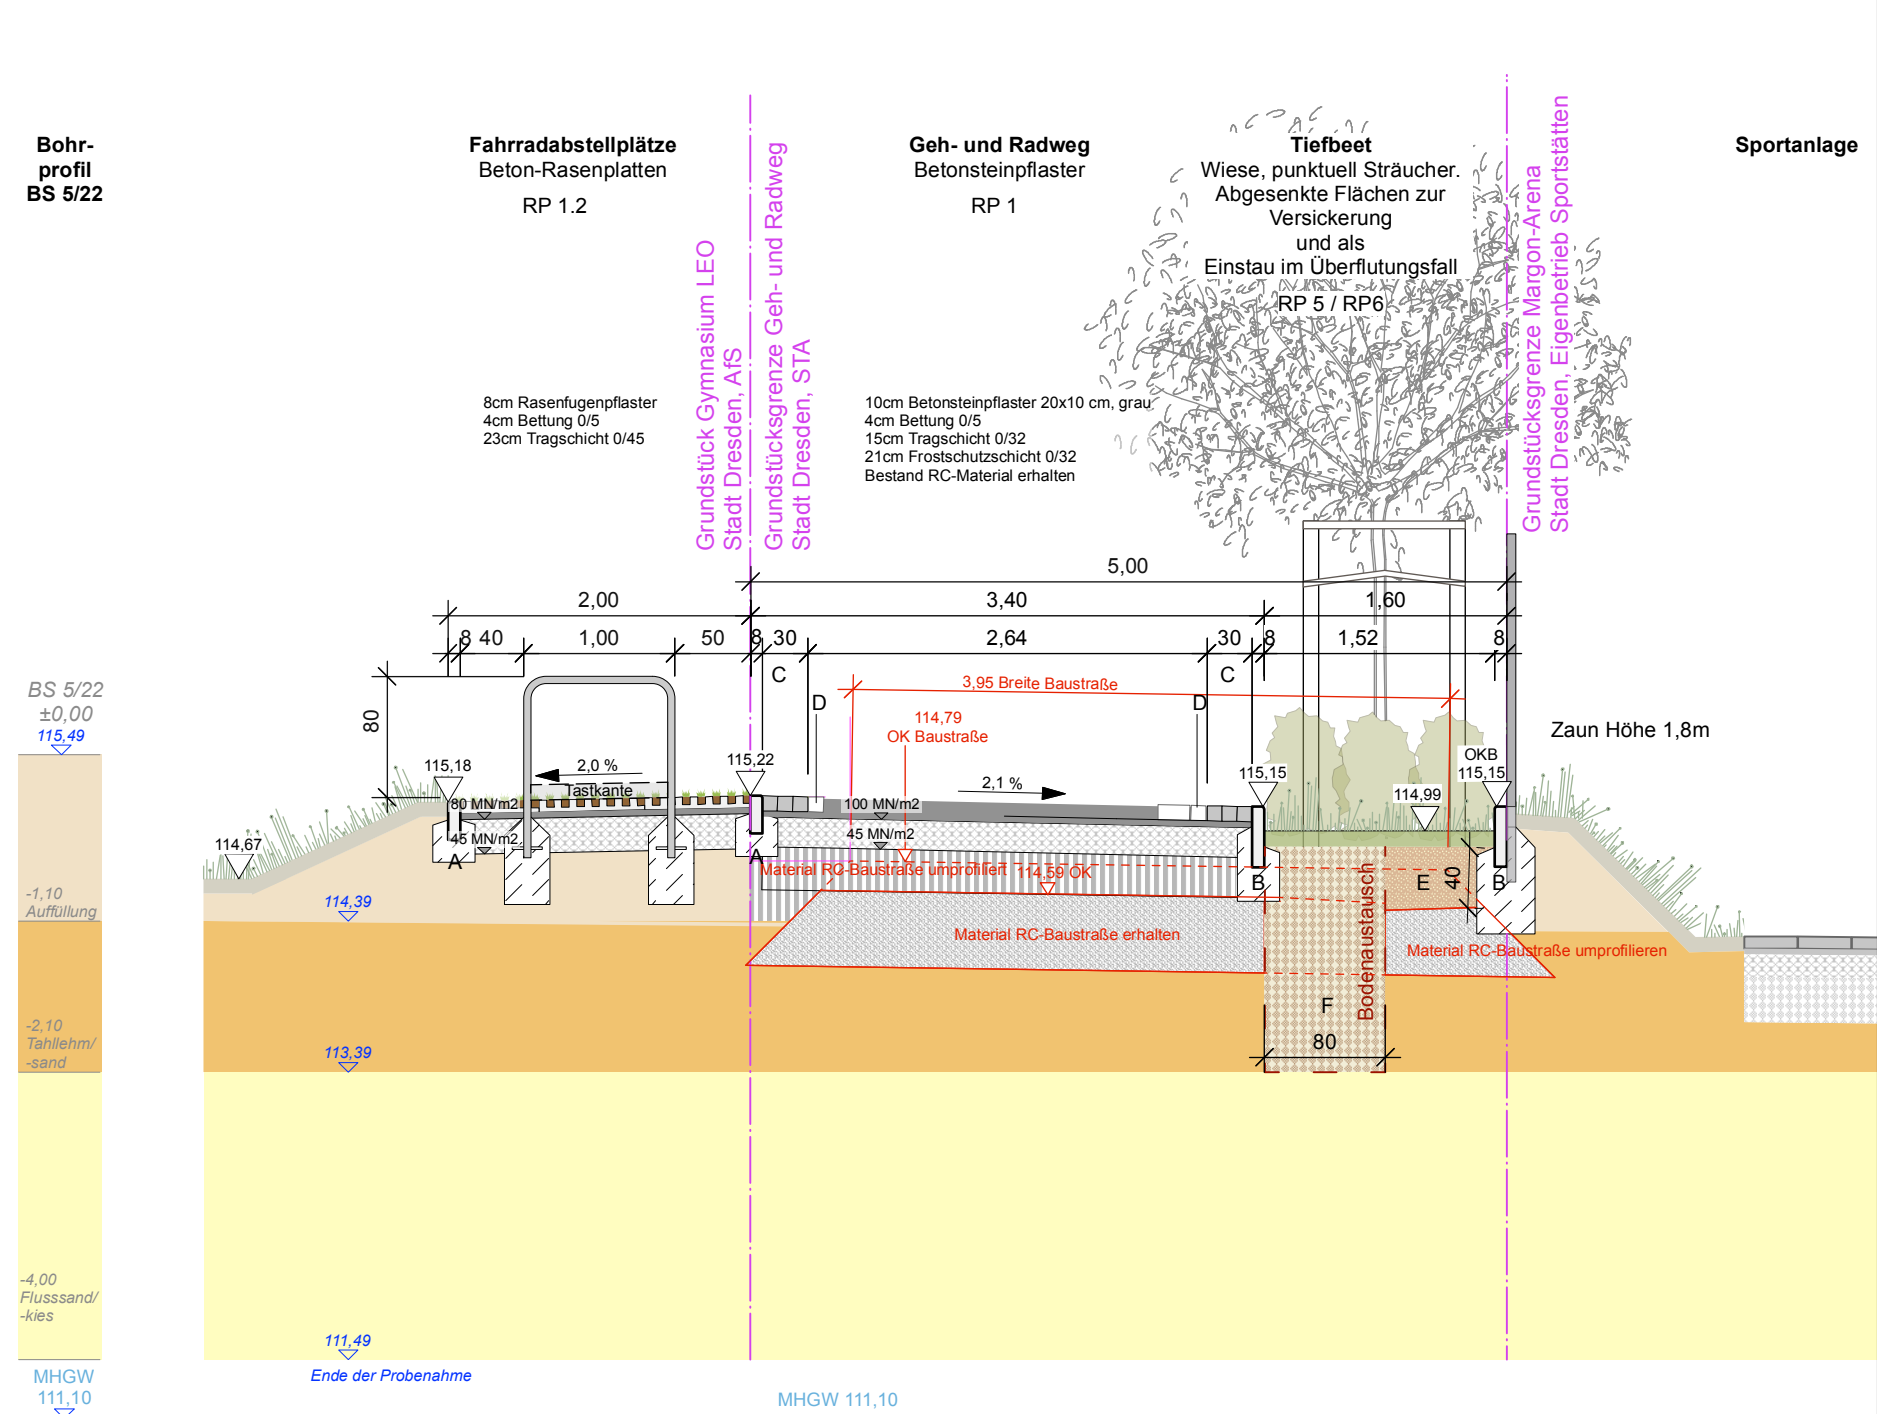 Bohr-
profil
BS 5/22
Fahrradabstellplätze
Beton-Rasenplatten
RP 1.2
Geh- und Radweg
Betonsteinpflaster
RP 1
Tiefbeet
Wiese, punktuell Sträucher.
Abgesenkte Flächen zur
Versickerung
und als
Einstau im Überflutungsfall
RP 5 / RP6
Sportanlage
Grundstück Gymnasium LEO
Stadt Dresden, AfS
Grundstücksgrenze Geh- und Radweg
Stadt Dresden, STA
Grundstücksgrenze Margon-Arena
Stadt Dresden, Eigenbetrieb Sportstätten
8cm Rasenfugenpflaster
4cm Bettung 0/5
23cm Tragschicht 0/45
10cm Betonsteinpflaster 20x10 cm, grau
4cm Bettung 0/5
15cm Tragschicht 0/32
21cm Frostschutzschicht 0/32
Bestand RC-Material erhalten
5,00
2,00
3,40
1,60
8
40
1,00
50
8
30
2,64
30
8
1,52
8
C
C
D
D
3,95 Breite Baustraße
114,79
OK Baustraße
80
BS 5/22
±0,00
115,49
Zaun Höhe 1,8m
115,18
2,0 %
Tastkante
115,22
2,1 %
115,15
OKB
115,15
114,99
80 MN/m2
45 MN/m2
100 MN/m2
45 MN/m2
114,67
A
A
B
B
E
40
Material RC-Baustraße umprofiliert
114,59 OK
-1,10
Auffüllung
114,39
Material RC-Baustraße erhalten
Material RC-Baustraße umprofilieren
Bodenaustausch
F
80
-2,10
Tahllehm/
-sand
113,39
-4,00
Flusssand/
-kies
111,49
Ende der Probenahme
MHGW
111,10
MHGW 111,10